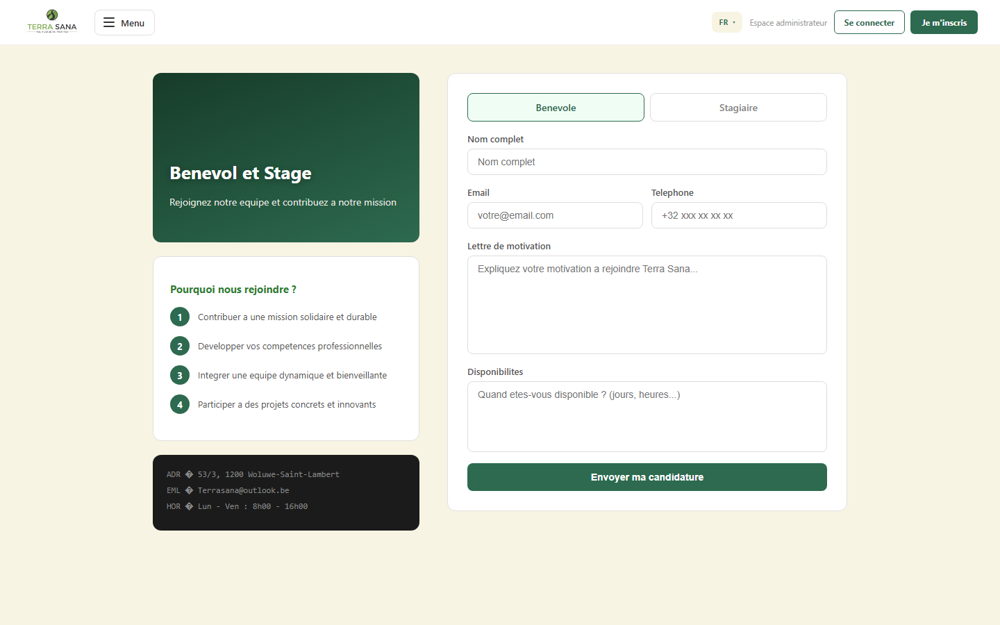 TERRA SANA
Menu
FR
Espace administrateur
Se connecter
Je m'inscris
Benevol et Stage
Rejoignez notre equipe et contribuez a notre mission
Pourquoi nous rejoindre ?
1 Contribuer a une mission solidaire et durable
2 Developper vos competences professionnelles
3 Integrer une equipe dynamique et bienveillante
4 Participer a des projets concrets et innovants
ADR � 53/3, 1200 Woluwe-Saint-Lambert
EML � Terrasana@outlook.be
HOR � Lun - Ven : 8h00 - 16h00
Benevole
Stagiaire
Nom complet
Nom complet
Email
Telephone
votre@email.com
+32 xxx xx xx xx
Lettre de motivation
Expliquez votre motivation a rejoindre Terra Sana...
Disponibilites
Quand etes-vous disponible ? (jours, heures...)
Envoyer ma candidature